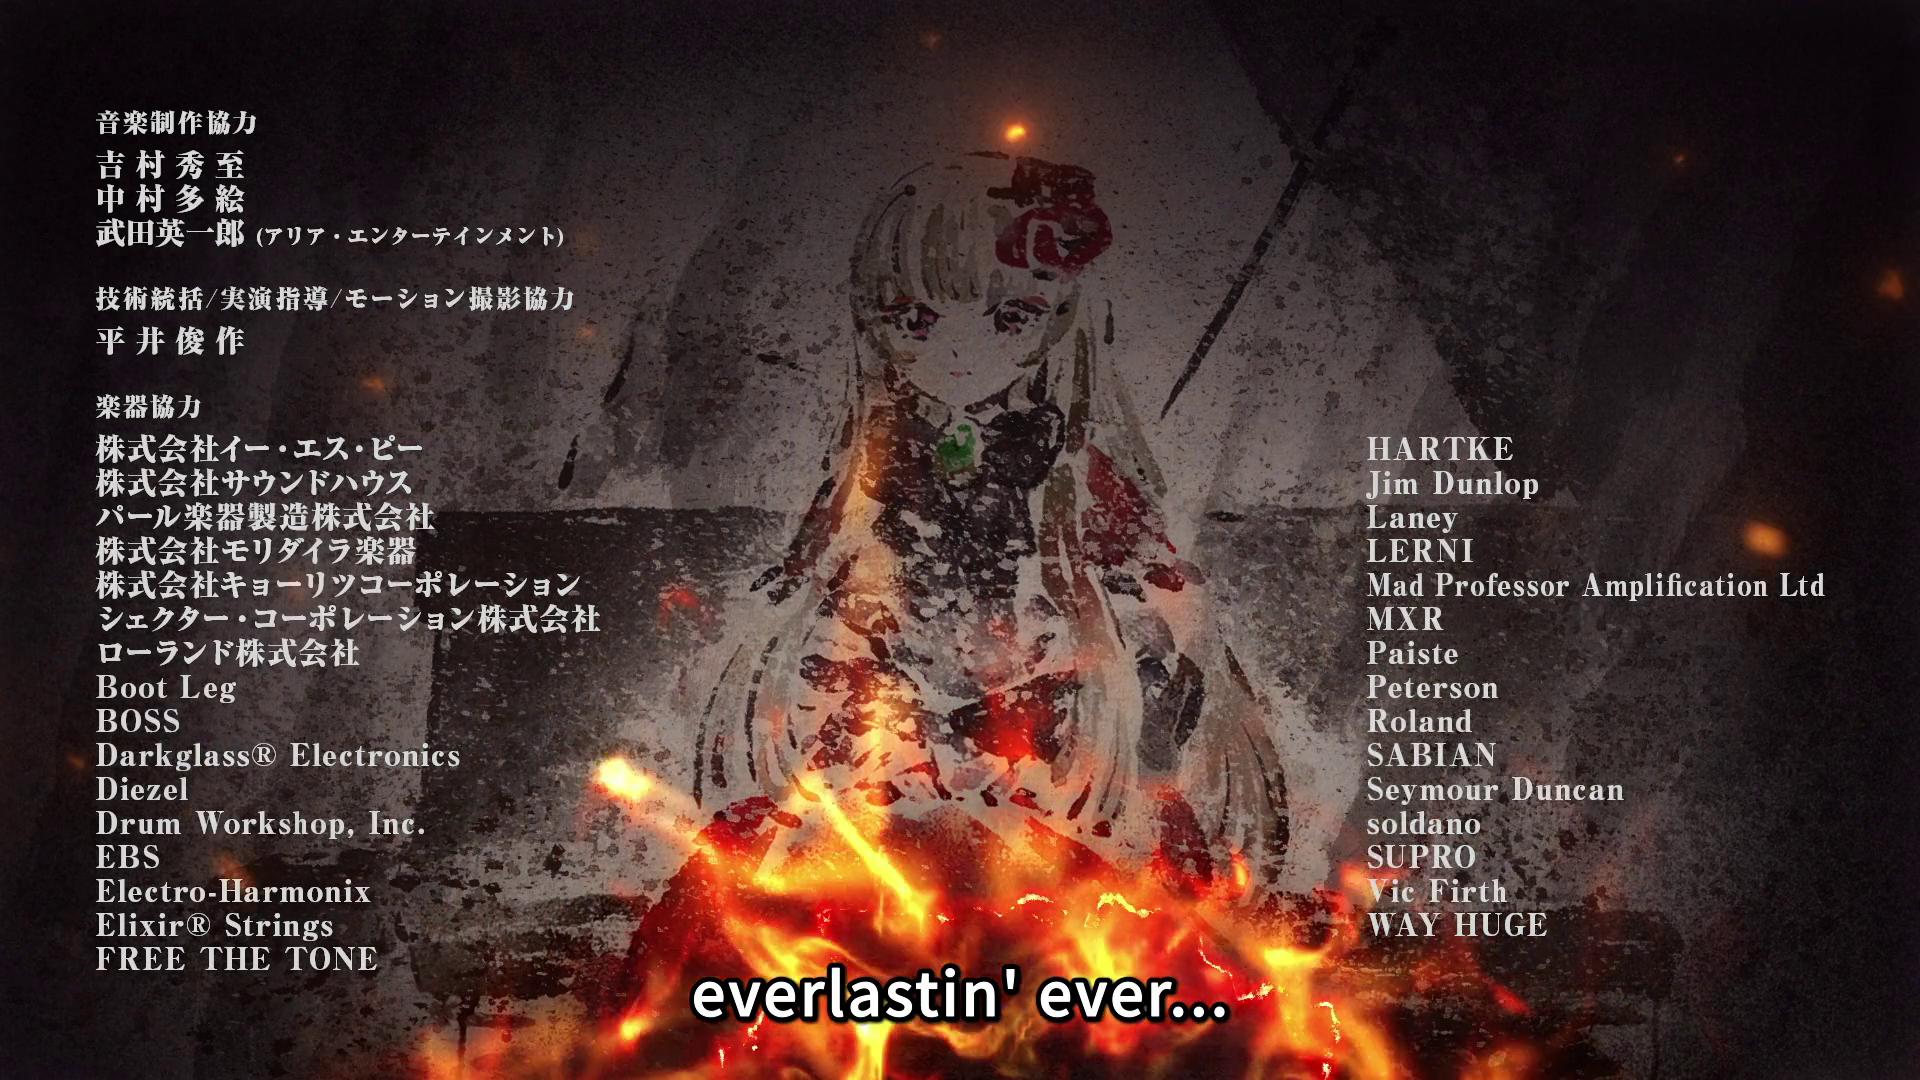 音楽制作協力
吉村秀至
中村多絵
武田英一郎 (アリア・エンターテインメント)
技術統括/実演指導/モーション撮影協力
平井俊作
楽器協力
株式会社イー・エス・ピー
株式会社サウンドハウス
パール楽器製造株式会社
株式会社モリダイラ楽器
株式会社キョーリツコーポレーション
シェクター・コーポレーション株式会社
ローランド株式会社
Boot Leg
BOSS
Darkglass® Electronics
Diezel
Drum Workshop, Inc.
EBS
Electro-Harmonix
Elixir® Strings
FREE THE TONE
HARTKE
Jim Dunlop
Laney
LERNI
Mad Professor Amplification Ltd
MXR
Paiste
Peterson
Roland
SABIAN
Seymour Duncan
soldano
SUPRO
Vic Firth
WAY HUGE
everlastin' ever...